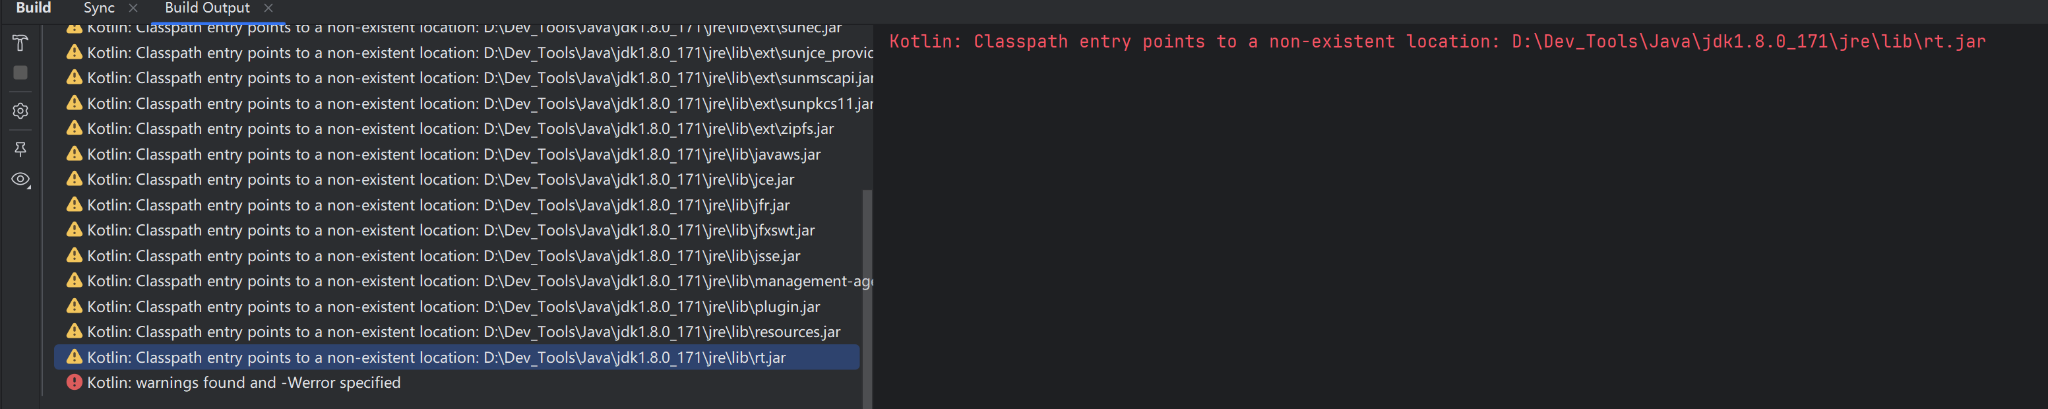 Build Sync Build Output
Kotlin: Classpath entry points to a non-existent location: D:\Dev_Tools\Java\jdk1.8.0_171\jre\lib\ext\sunec.jar
Kotlin: Classpath entry points to a non-existent location: D:\Dev_Tools\Java\jdk1.8.0_171\jre\lib\rt.jar
Kotlin: Classpath entry points to a non-existent location: D:\Dev_Tools\Java\jdk1.8.0_171\jre\lib\ext\sunjce_provid
Kotlin: Classpath entry points to a non-existent location: D:\Dev_Tools\Java\jdk1.8.0_171\jre\lib\ext\sunmscapi.jar
Kotlin: Classpath entry points to a non-existent location: D:\Dev_Tools\Java\jdk1.8.0_171\jre\lib\ext\sunpkcs11.jar
Kotlin: Classpath entry points to a non-existent location: D:\Dev_Tools\Java\jdk1.8.0_171\jre\lib\ext\zipfs.jar
Kotlin: Classpath entry points to a non-existent location: D:\Dev_Tools\Java\jdk1.8.0_171\jre\lib\javaws.jar
Kotlin: Classpath entry points to a non-existent location: D:\Dev_Tools\Java\jdk1.8.0_171\jre\lib\jce.jar
Kotlin: Classpath entry points to a non-existent location: D:\Dev_Tools\Java\jdk1.8.0_171\jre\lib\jfr.jar
Kotlin: Classpath entry points to a non-existent location: D:\Dev_Tools\Java\jdk1.8.0_171\jre\lib\jfxswt.jar
Kotlin: Classpath entry points to a non-existent location: D:\Dev_Tools\Java\jdk1.8.0_171\jre\lib\jsse.jar
Kotlin: Classpath entry points to a non-existent location: D:\Dev_Tools\Java\jdk1.8.0_171\jre\lib\management-age
Kotlin: Classpath entry points to a non-existent location: D:\Dev_Tools\Java\jdk1.8.0_171\jre\lib\plugin.jar
Kotlin: Classpath entry points to a non-existent location: D:\Dev_Tools\Java\jdk1.8.0_171\jre\lib\resources.jar
Kotlin: Classpath entry points to a non-existent location: D:\Dev_Tools\Java\jdk1.8.0_171\jre\lib\rt.jar
Kotlin: warnings found and -Werror specified